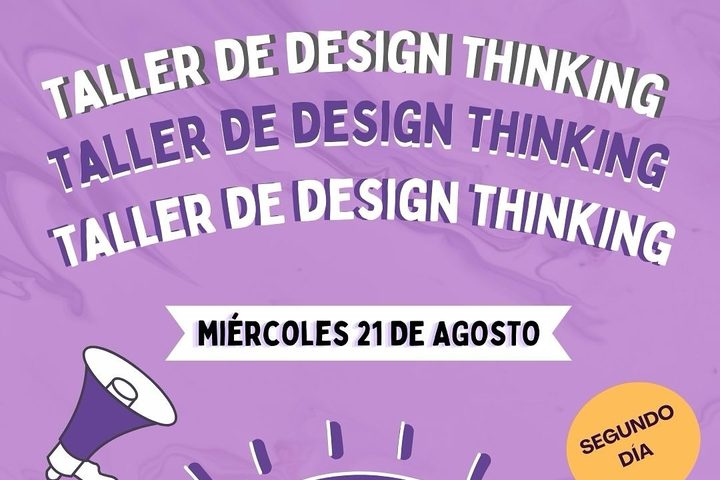 TALLER DE DESIGN THINKING
TALLER DE DESIGN THINKING
TALLER DE DESIGN THINKING
MIÉRCOLES 21 DE AGOSTO
SEGUNDO
DÍA